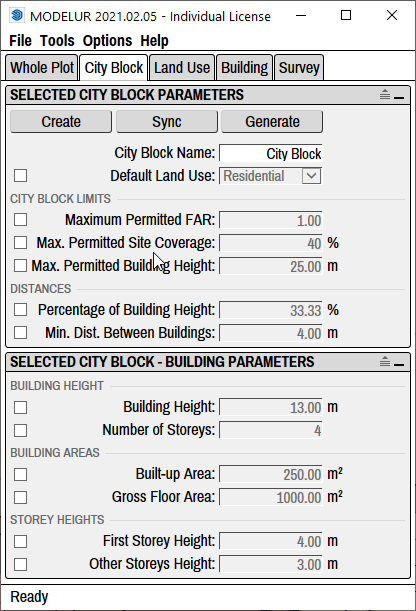 MODELUR 2021.02.05 - Individual License
File Tools Options Help
Whole Plot City Block Land Use Building Survey
SELECTED CITY BLOCK PARAMETERS
Create Sync Generate
City Block Name: City Block
Default Land Use: Residential
CITY BLOCK LIMITS
Maximum Permitted FAR: 1.00
Max. Permitted Site Coverage: 40 %
Max. Permitted Building Height: 25.00 m
DISTANCES
Percentage of Building Height: 33.33 %
Min. Dist. Between Buildings: 4.00 m
SELECTED CITY BLOCK - BUILDING PARAMETERS
BUILDING HEIGHT
Building Height: 13.00 m
Number of Storeys: 4
BUILDING AREAS
Built-up Area: 250.00 m²
Gross Floor Area: 1000.00 m²
STOREY HEIGHTS
First Storey Height: 4.00 m
Other Storeys Height: 3.00 m
Ready